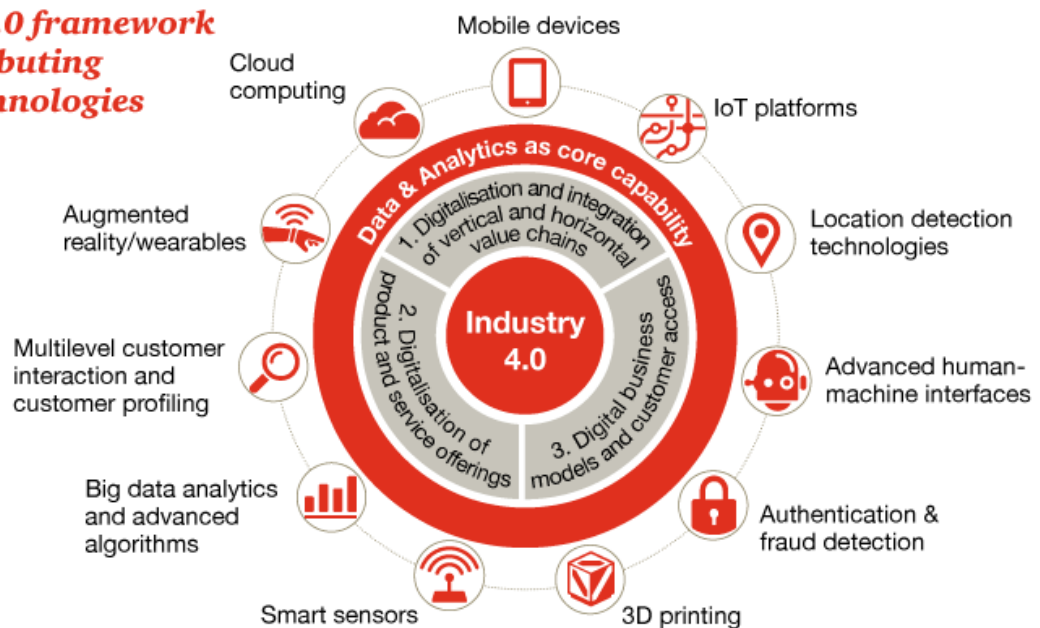 .0 framework
buting
nnologies
Mobile devices
Cloud
computing
IoT platforms
Augmented
reality/wearables
Location detection
technologies
Multilevel customer
interaction and
customer profiling
Advanced human-
machine interfaces
Big data analytics
and advanced
algorithms
Authentication &
fraud detection
Smart sensors
3D printing
Data & Analytics as core capability
1. Digitalisation and integration
of vertical and horizontal
value chains
2. Digitalisation of
product and service offerings
3. Digital business
models and customer access
Industry
4.0